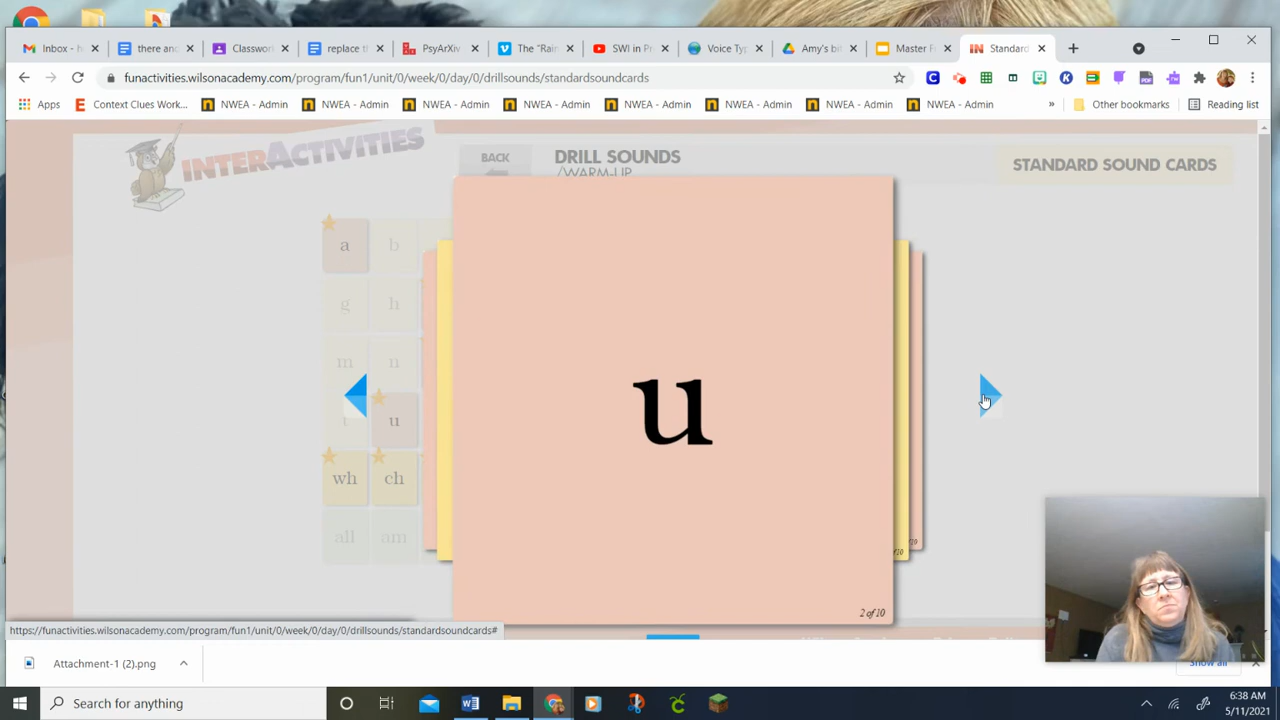 Inbox - h
there and
Classwor
replace t
PsyArXiv
The "Rea
SWI in Pr
Voice Typ
Amy's bil
Master F
Standard
funactivities.wilsonacademy.com/program/fun1/unit/0/week/0/day/0/drillsounds/standardsoundcards
Apps
Context Clues Work...
NWEA - Admin
NWEA - Admin
NWEA - Admin
NWEA - Admin
NWEA - Admin
NWEA - Admin
NWEA - Admin
NWEA - Admin
»
Other bookmarks
Reading list
INTERACTIVITIES
BACK
DRILL SOUNDS
/WARM-UP
STANDARD SOUND CARDS
a
b
g
h
m
n
t
u
wh
ch
all
am
u
2 of 10
https://funactivities.wilsonacademy.com/program/fun1/unit/0/week/0/day/0/drillsounds/standardsoundcards#
Attachment-1 (2).png
Show all
Search for anything
6:38 AM
5/11/2021